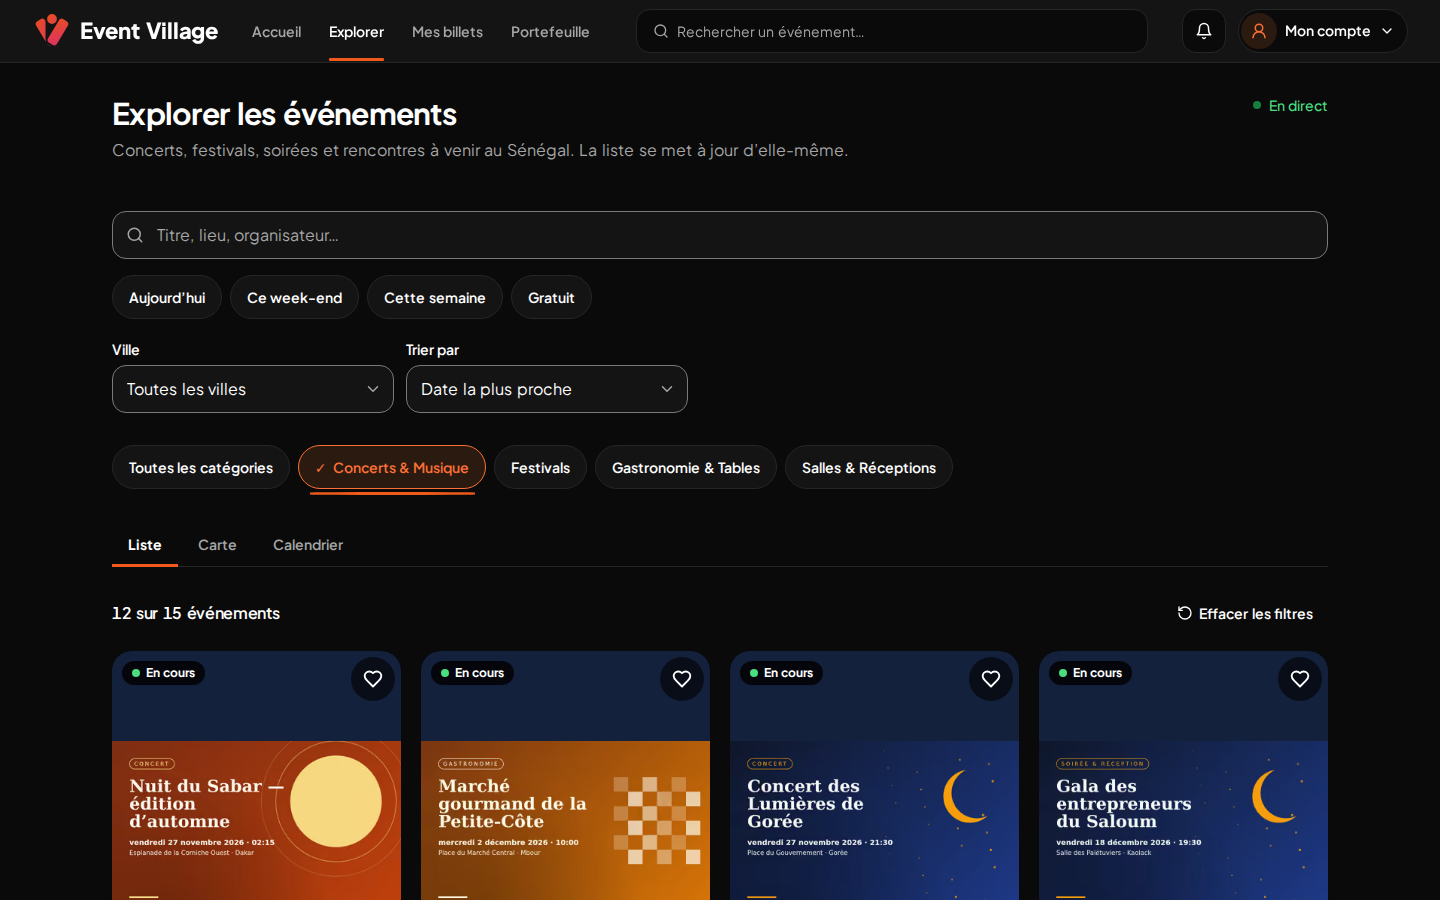 Event Village
Accueil
Explorer
Mes billets
Portefeuille
Rechercher un événement…
Mon compte
Explorer les événements
En direct
Concerts, festivals, soirées et rencontres à venir au Sénégal. La liste se met à jour d’elle-même.
Titre, lieu, organisateur…
Aujourd’hui
Ce week-end
Cette semaine
Gratuit
Ville
Trier par
Toutes les villes
Date la plus proche
Toutes les catégories
✓ Concerts & Musique
Festivals
Gastronomie & Tables
Salles & Réceptions
Liste
Carte
Calendrier
12 sur 15 événements
Effacer les filtres
En cours
En cours
En cours
En cours
CONCERT
Nuit du Sabar —
édition
d’automne
vendredi 27 novembre 2026 · 02:15
Esplanade de la Corniche Ouest · Dakar
GASTRONOMIE
Marché
gourmand de la
Petite-Côte
mercredi 2 décembre 2026 · 10:00
Place du Marché Central · Mbour
CONCERT
Concert des
Lumières de
Gorée
vendredi 27 novembre 2026 · 21:30
Place du Gouvernement · Gorée
SOIRÉE & RÉCEPTION
Gala des
entrepreneurs
du Saloum
vendredi 18 décembre 2026 · 19:30
Salle des Palétuviers · Kaolack